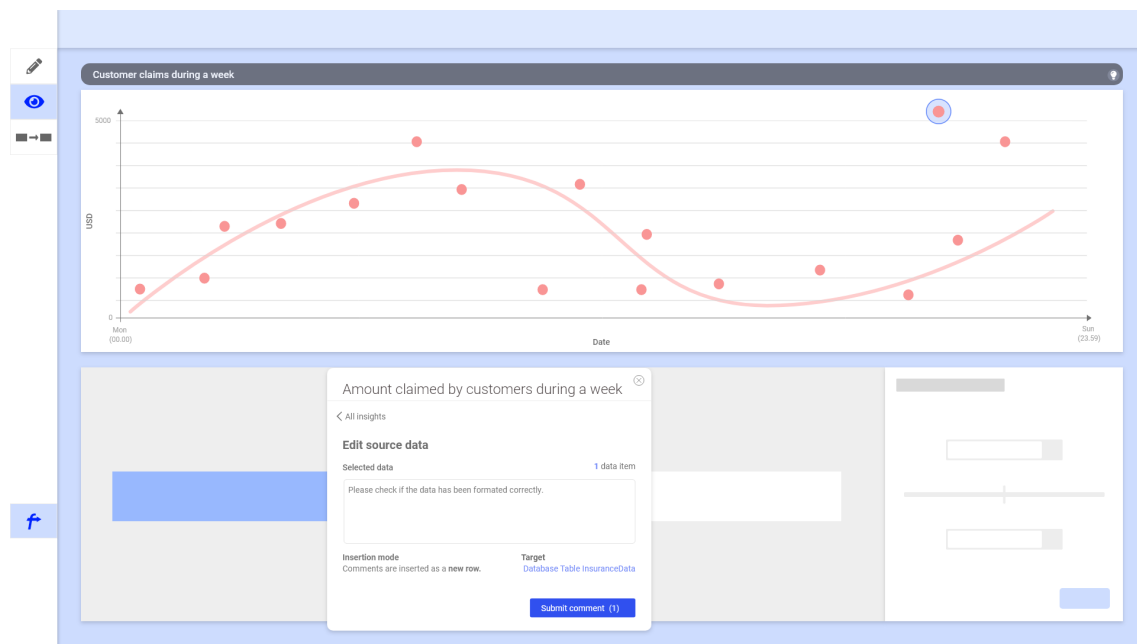 Customer claims during a week
5000
USD
0
Mon
(00.00)
Date
Sun
(23.59)
Amount claimed by customers during a week
All insights
Edit source data
Selected data
1 data item
Please check if the data has been formated correctly.
Insertion mode
Target
Comments are inserted as a new row.
Database Table InsuranceData
Submit comment (1)